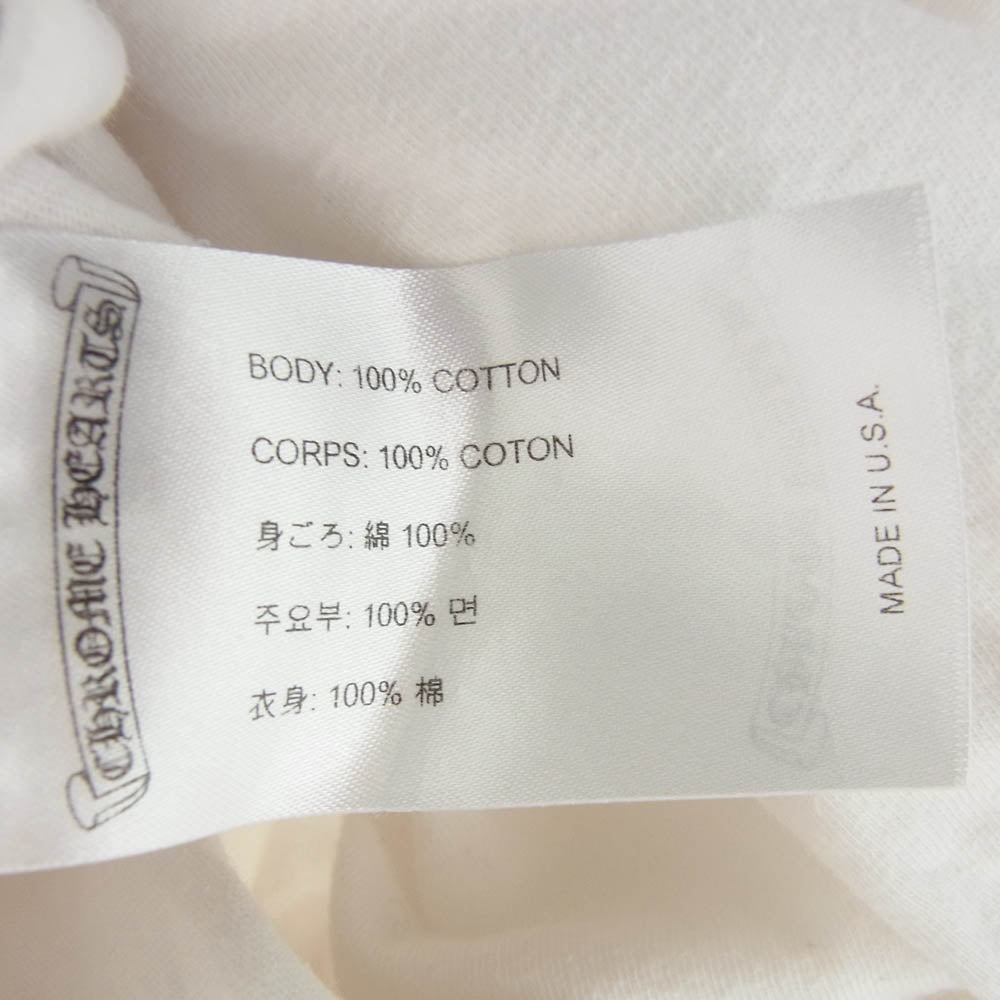 CHROME HEARTS
BODY: 100% COTTON
CORPS: 100% COTON
身ごろ: 綿 100%
주요부: 100% 면
衣身: 100% 棉
MADE IN U.S.A.